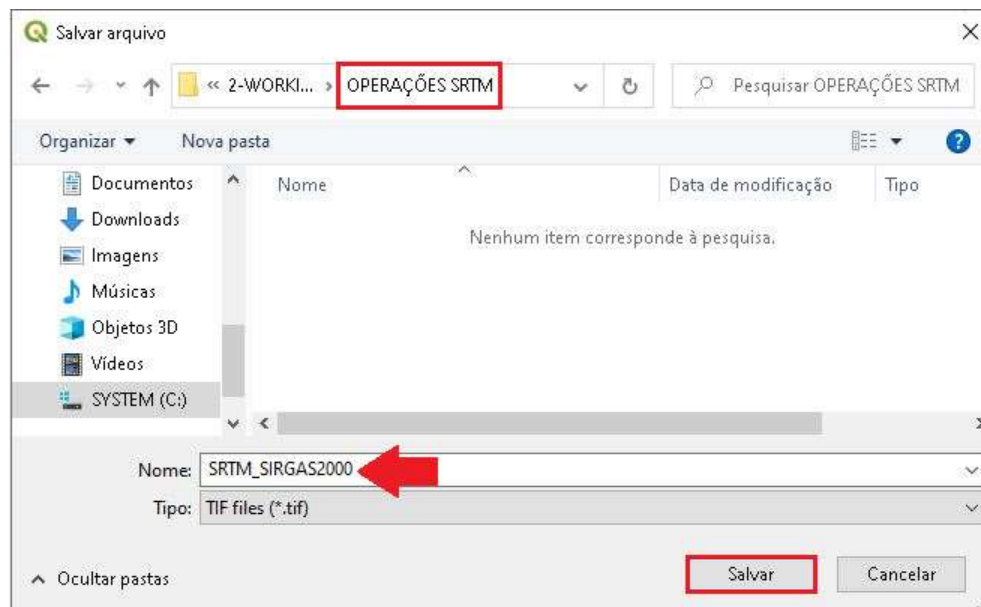 Salvar arquivo
« 2-WORKI... › OPERAÇÕES SRTM
Pesquisar OPERAÇÕES SRTM
Organizar
Nova pasta
Documentos
Downloads
Imagens
Músicas
Objetos 3D
Vídeos
SYSTEM (C:)
Nome
Data de modificação
Tipo
Nenhum item corresponde à pesquisa.
Nome: SRTM_SIRGAS2000
Tipo: TIF files (*.tif)
Ocultar pastas
Salvar
Cancelar